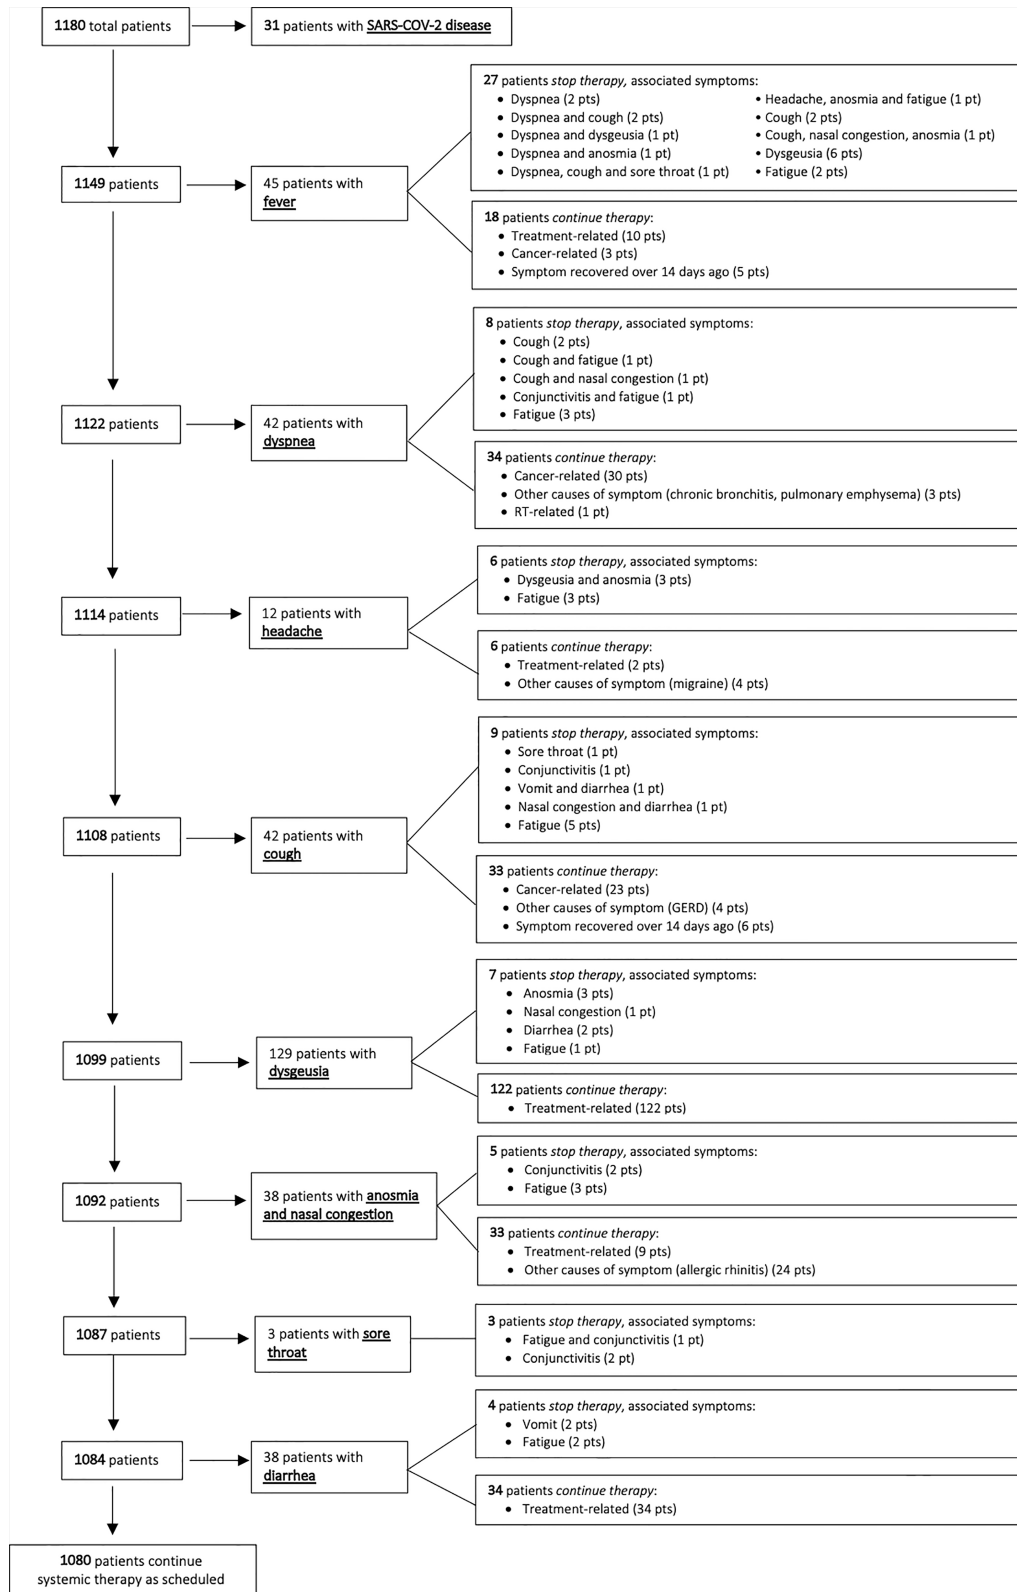 1180 total patients
31 patients with SARS-COV-2 disease
27 patients stop therapy, associated symptoms:
• Dyspnea (2 pts)
• Dyspnea and cough (2 pts)
• Dyspnea and dysgeusia (1 pt)
• Dyspnea and anosmia (1 pt)
• Dyspnea, cough and sore throat (1 pt)
• Headache, anosmia and fatigue (1 pt)
• Cough (2 pts)
• Cough, nasal congestion, anosmia (1 pt)
• Dysgeusia (6 pts)
• Fatigue (2 pts)
1149 patients
45 patients with
fever
18 patients continue therapy:
• Treatment-related (10 pts)
• Cancer-related (3 pts)
• Symptom recovered over 14 days ago (5 pts)
8 patients stop therapy, associated symptoms:
• Cough (2 pts)
• Cough and fatigue (1 pt)
• Cough and nasal congestion (1 pt)
• Conjunctivitis and fatigue (1 pt)
• Fatigue (3 pts)
1122 patients
42 patients with
dyspnea
34 patients continue therapy:
• Cancer-related (30 pts)
• Other causes of symptom (chronic bronchitis, pulmonary emphysema) (3 pts)
• RT-related (1 pt)
6 patients stop therapy, associated symptoms:
• Dysgeusia and anosmia (3 pts)
• Fatigue (3 pts)
1114 patients
12 patients with
headache
6 patients continue therapy:
• Treatment-related (2 pts)
• Other causes of symptom (migraine) (4 pts)
9 patients stop therapy, associated symptoms:
• Sore throat (1 pt)
• Conjunctivitis (1 pt)
• Vomit and diarrhea (1 pt)
• Nasal congestion and diarrhea (1 pt)
• Fatigue (5 pts)
1108 patients
42 patients with
cough
33 patients continue therapy:
• Cancer-related (23 pts)
• Other causes of symptom (GERD) (4 pts)
• Symptom recovered over 14 days ago (6 pts)
7 patients stop therapy, associated symptoms:
• Anosmia (3 pts)
• Nasal congestion (1 pt)
• Diarrhea (2 pts)
• Fatigue (1 pt)
1099 patients
129 patients with
dysgeusia
122 patients continue therapy:
• Treatment-related (122 pts)
5 patients stop therapy, associated symptoms:
• Conjunctivitis (2 pts)
• Fatigue (3 pts)
1092 patients
38 patients with anosmia
and nasal congestion
33 patients continue therapy:
• Treatment-related (9 pts)
• Other causes of symptom (allergic rhinitis) (24 pts)
1087 patients
3 patients with sore
throat
3 patients stop therapy, associated symptoms:
• Fatigue and conjunctivitis (1 pt)
• Conjunctivitis (2 pt)
4 patients stop therapy, associated symptoms:
• Vomit (2 pts)
• Fatigue (2 pts)
1084 patients
38 patients with
diarrhea
34 patients continue therapy:
• Treatment-related (34 pts)
1080 patients continue
systemic therapy as scheduled